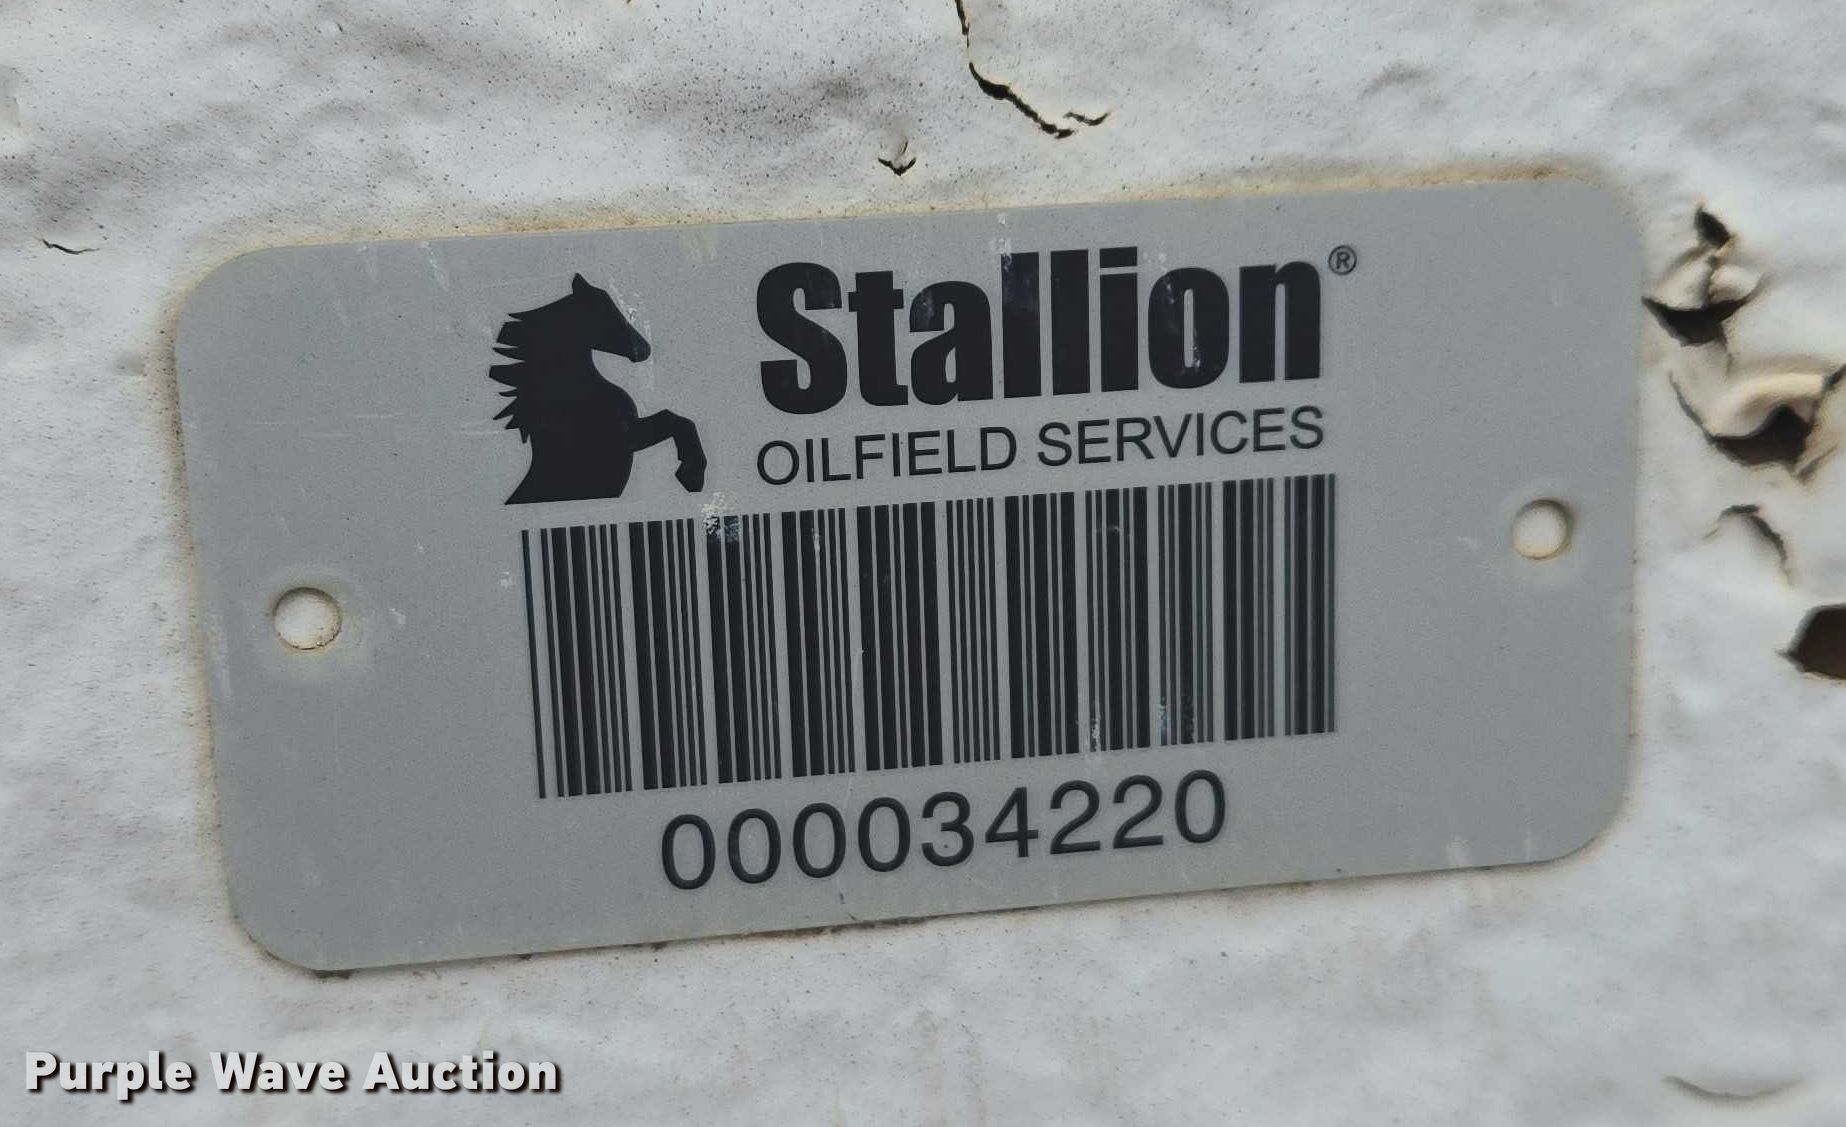 Stallion®
OILFIELD SERVICES
000034220
Purple Wave Auction